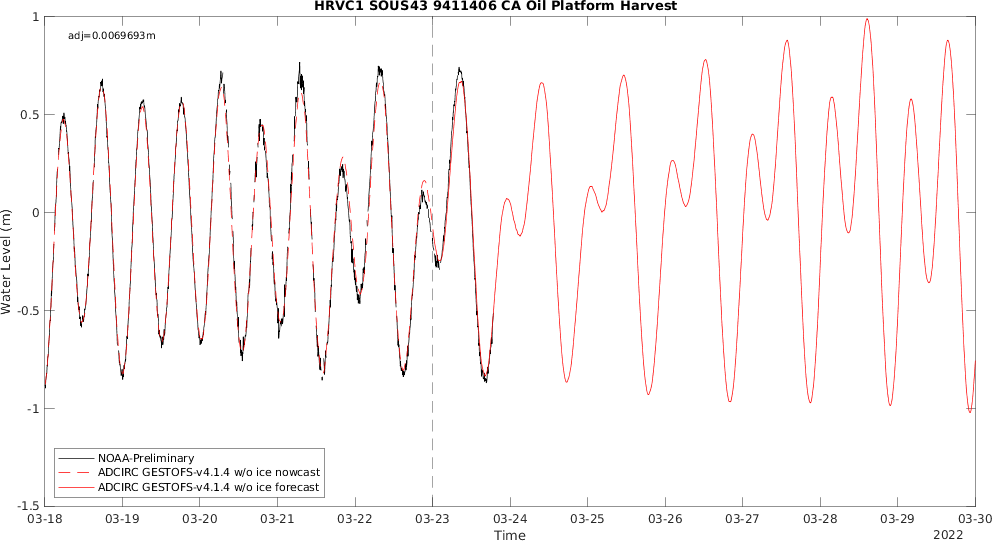 HRVC1 SOUS43 9411406 CA Oil Platform Harvest
adj=0.0069693m
1
0.5
0
-0.5
-1
-1.5
Water Level (m)
NOAA-Preliminary
ADCIRC GESTOFS-v4.1.4 w/o ice nowcast
ADCIRC GESTOFS-v4.1.4 w/o ice forecast
03-18 03-19 03-20 03-21 03-22 03-23 03-24 03-25 03-26 03-27 03-28 03-29 03-30
Time
2022